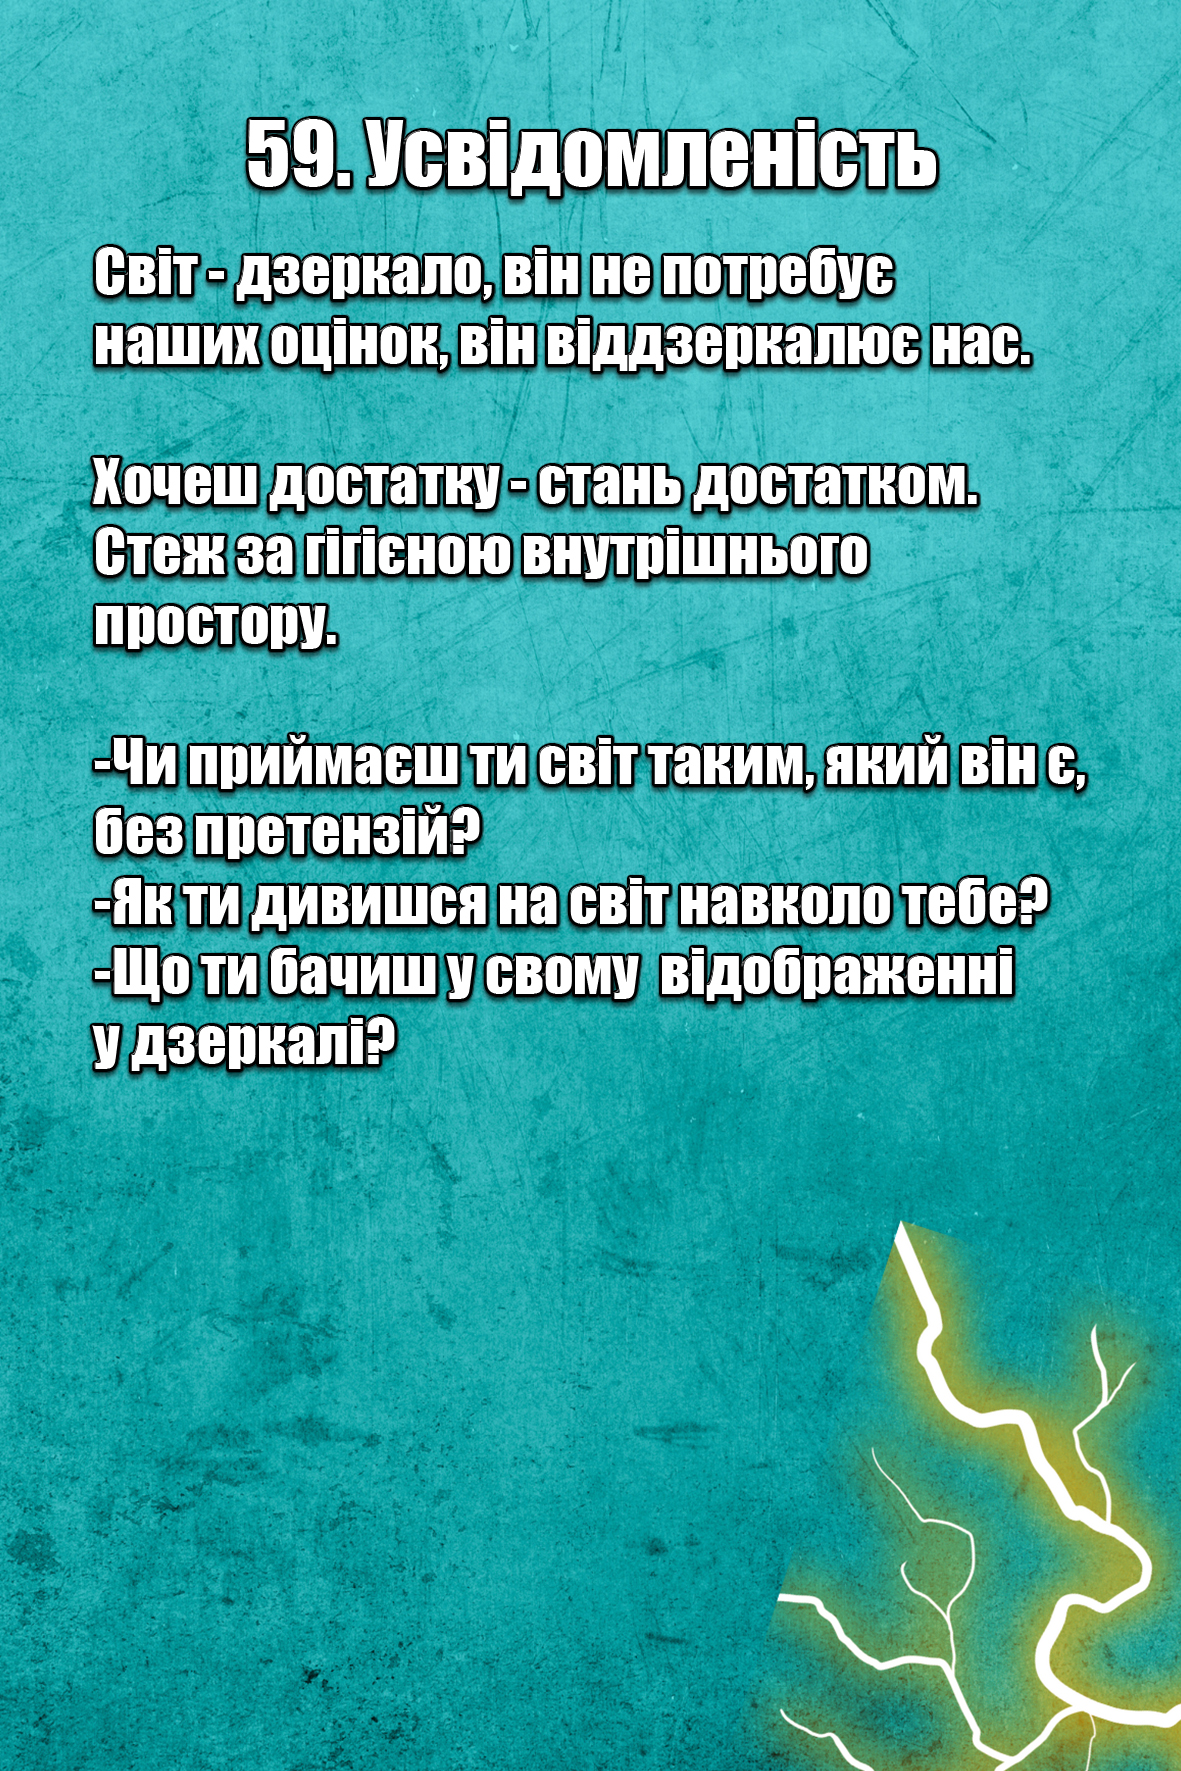 59. Усвідомленість
Світ - дзеркало, він не потребує
наших оцінок, він віддзеркалює нас.
Хочеш достатку - стань достатком.
Стеж за гігієною внутрішнього
простору.
-Чи приймаєш ти світ таким, який він є,
без претензій?
-Як ти дивишся на світ навколо тебе?
-Що ти бачиш у свому  відображенні
у дзеркалі?